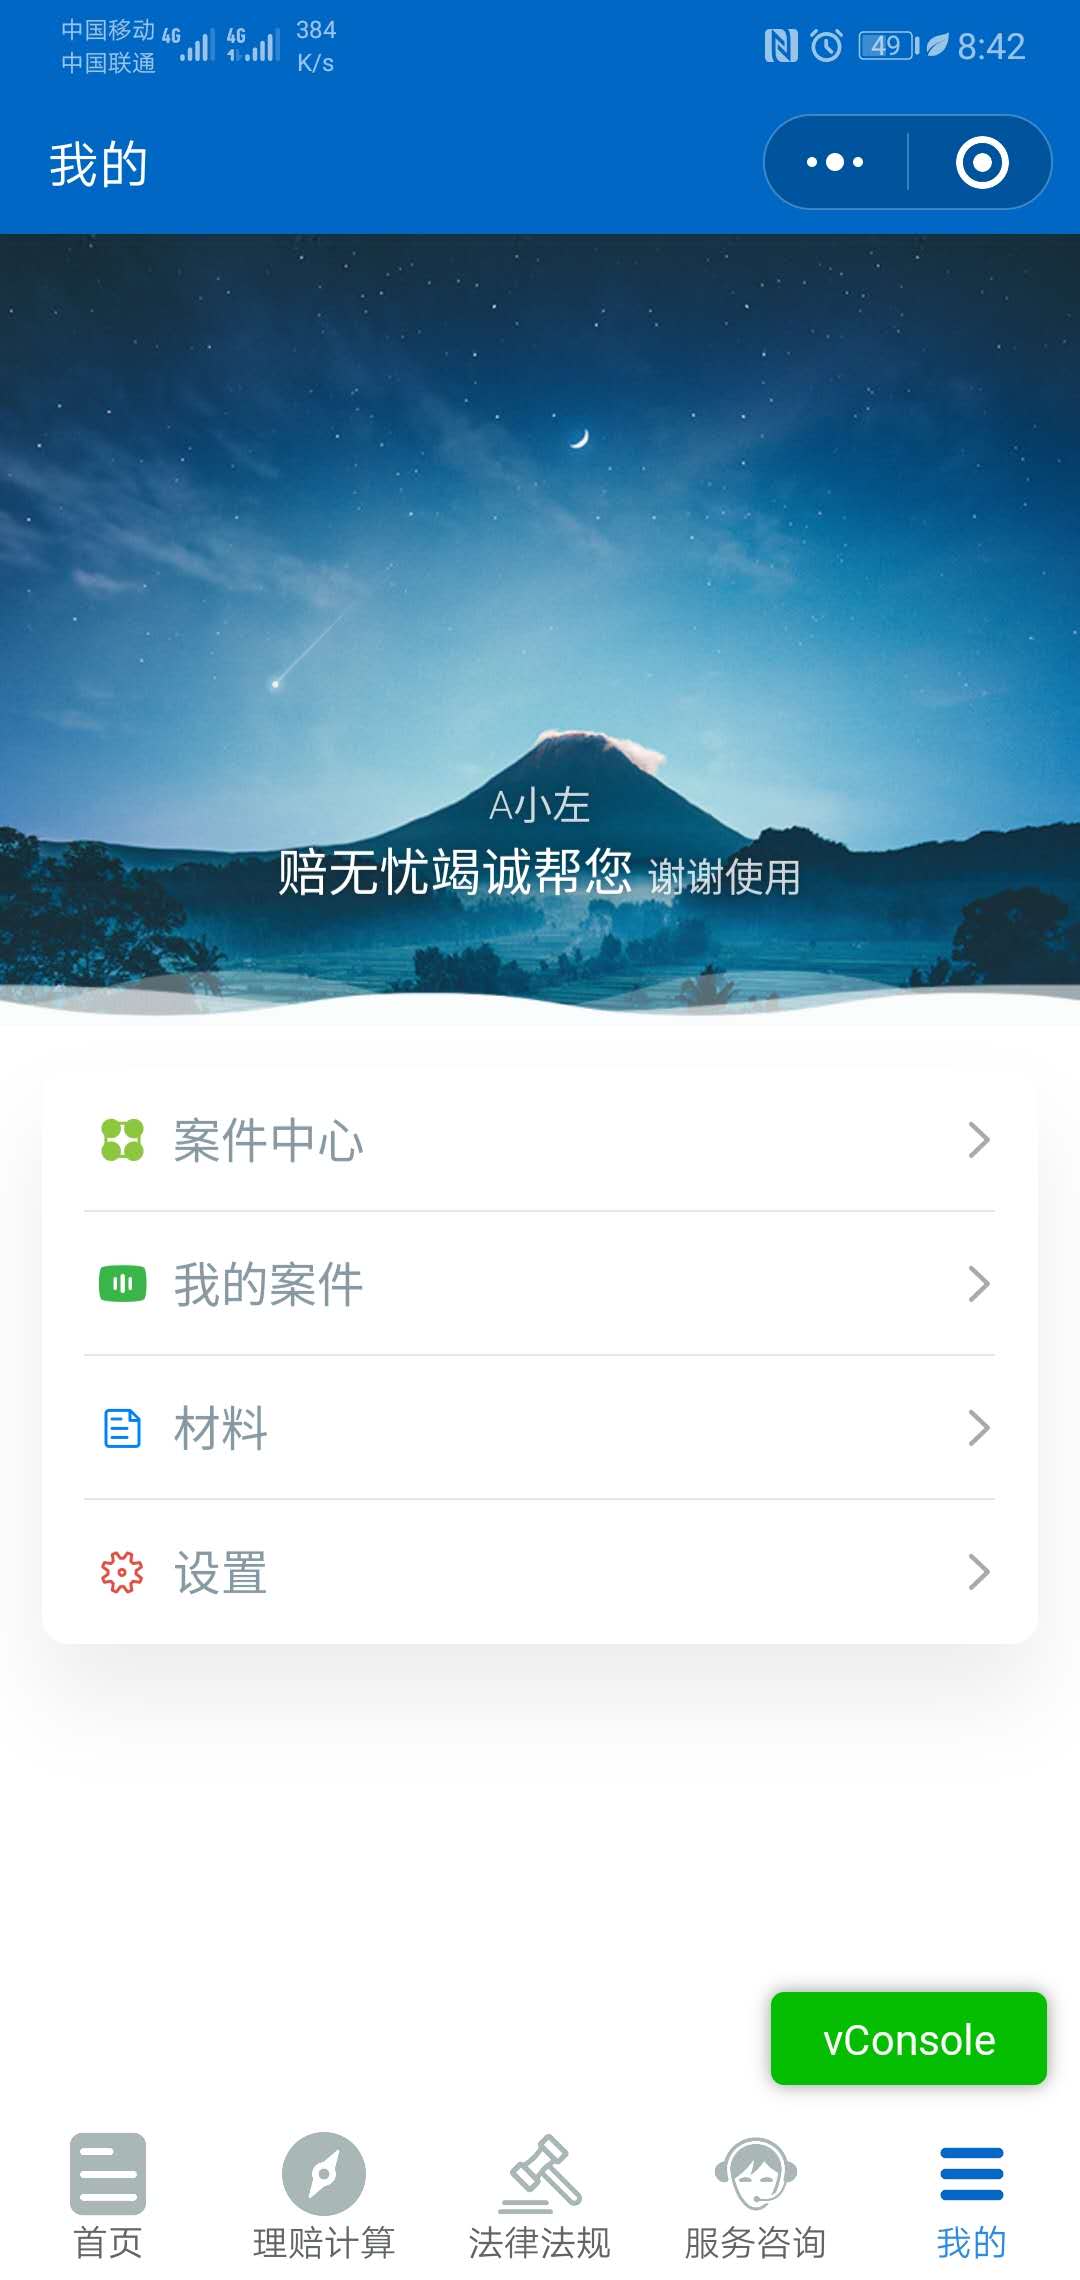 中国移动 4G 4G 384
中国联通 K/s
49 8:42
我的
A小左
赔无忧竭诚帮您 谢谢使用
案件中心
我的案件
材料
设置
vConsole
首页 理赔计算 法律法规 服务咨询 我的